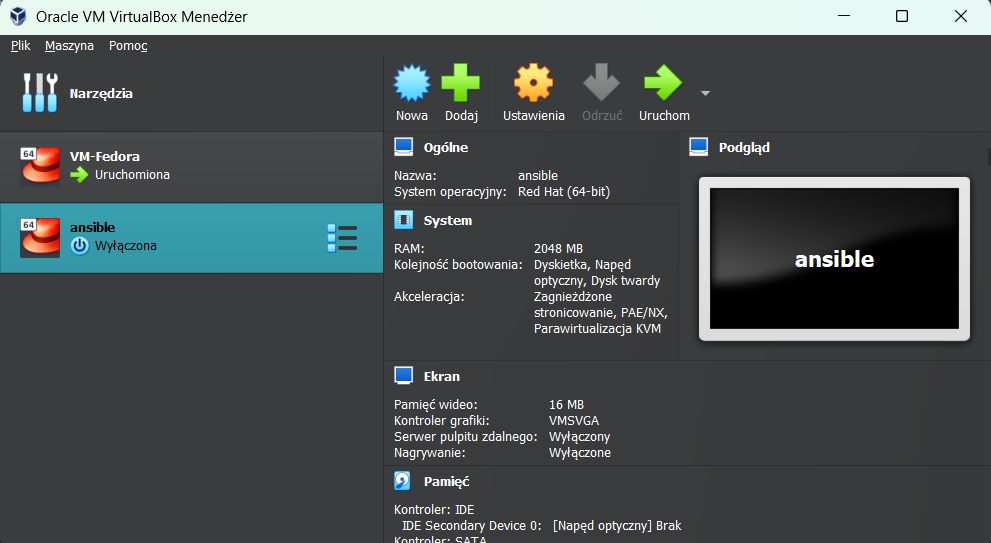 Oracle VM VirtualBox Menedżer
Plik Maszyna Pomoc
Narzędzia
64 VM-Fedora
Uruchomiona
64 ansible
Wyłączona
Nowa Dodaj Ustawienia Odrzuć Uruchom
Ogólne
Nazwa: ansible
System operacyjny: Red Hat (64-bit)
System
RAM: 2048 MB
Kolejność bootowania: Dyskietka, Napęd
optyczny, Dysk twardy
Akceleracja: Zagnieżdżone
stronicowanie, PAE/NX,
Parawirtualizacja KVM
Podgląd
ansible
Ekran
Pamięć wideo: 16 MB
Kontroler grafiki: VMSVGA
Serwer pulpitu zdalnego: Wyłączony
Nagrywanie: Wyłączone
Pamięć
Kontroler: IDE
IDE Secondary Device 0: [Napęd optyczny] Brak
Kontroler: SATA